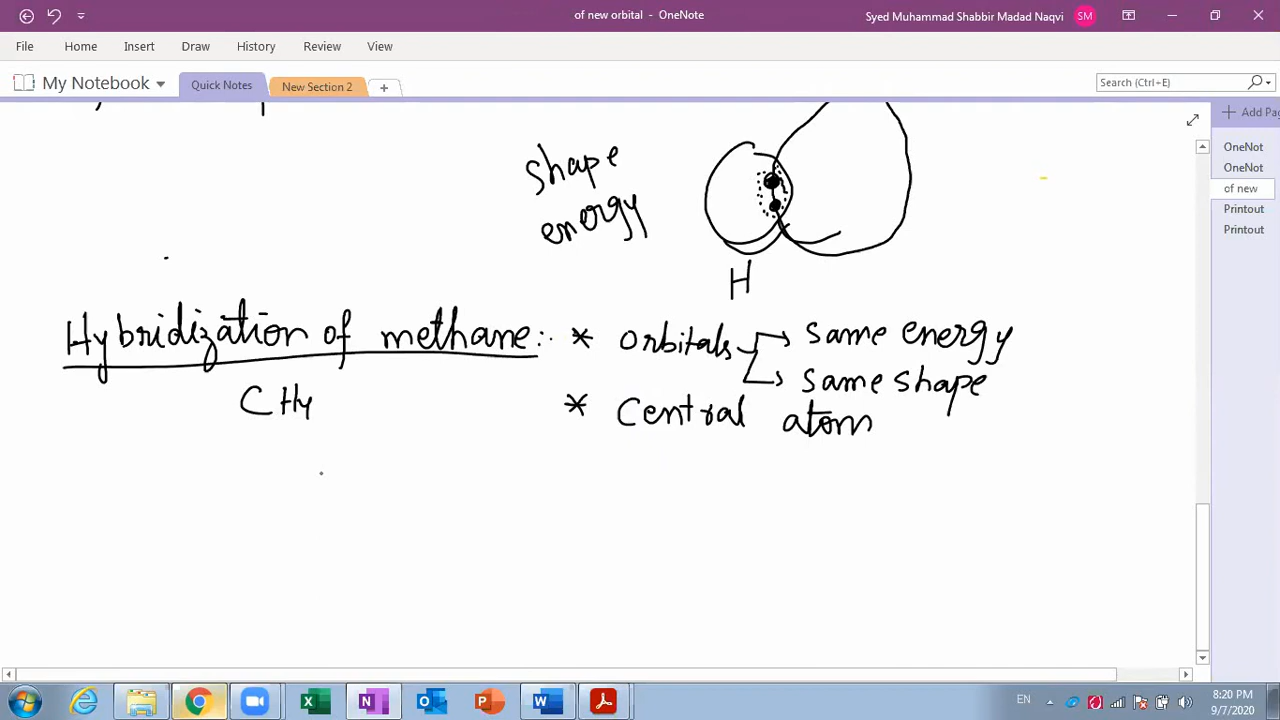 of new orbital - OneNote
Syed Muhammad Shabbir Madad Naqvi SM
File Home Insert Draw History Review View
My Notebook Quick Notes New Section 2 +
Search (Ctrl+E)
Add Pag
OneNot
OneNot
of new
Printout
Printout
shape
energy
H
Hybridization of methane:- * orbitals same energy
same shape
CH4
* Central atom
EN 8:20 PM
9/7/2020